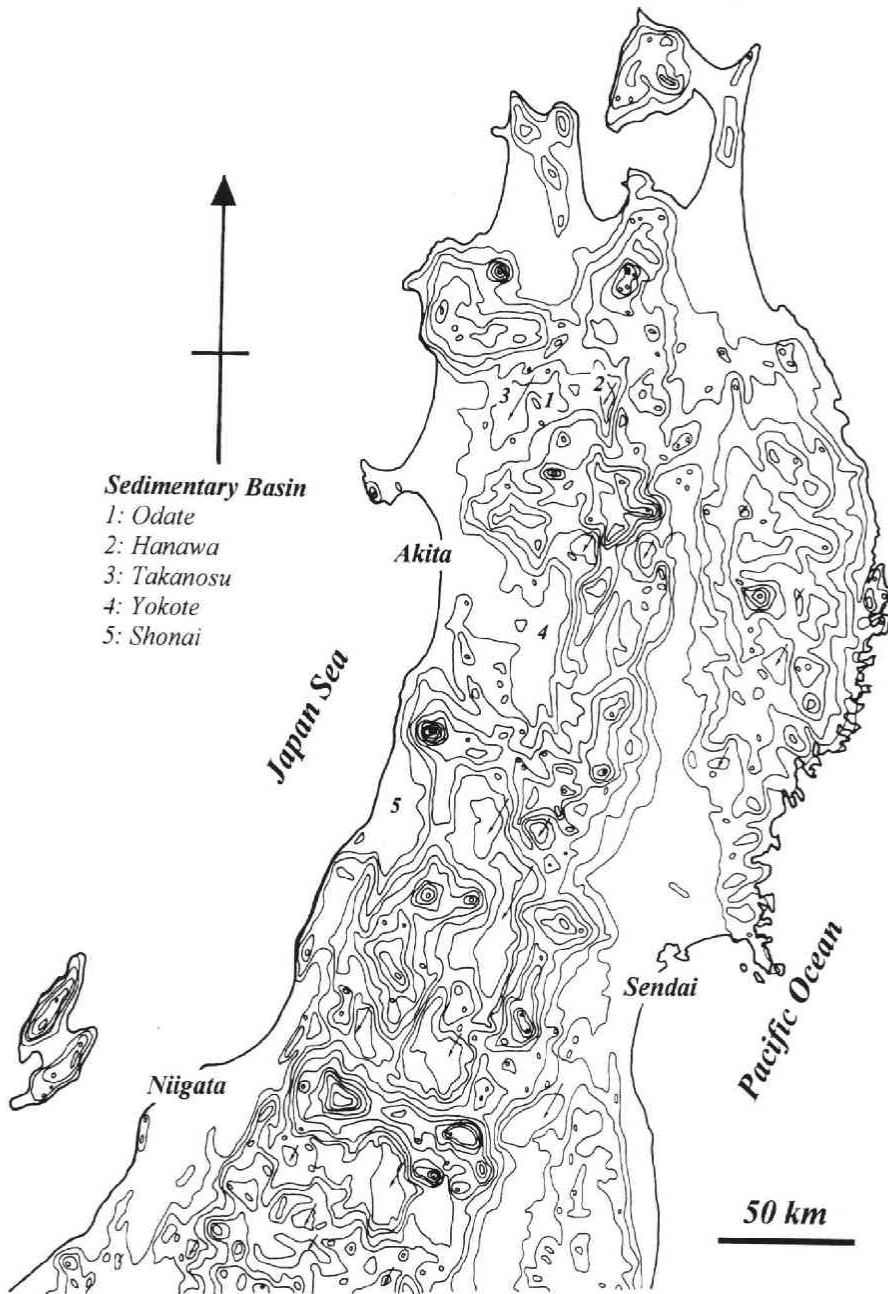 3
1
2
Sedimentary Basin
1: Odate
2: Hanawa
3: Takanosu
4: Yokote
5: Shonai
Akita
4
Japan Sea
5
Sendai
Pacific Ocean
Niigata
50 km